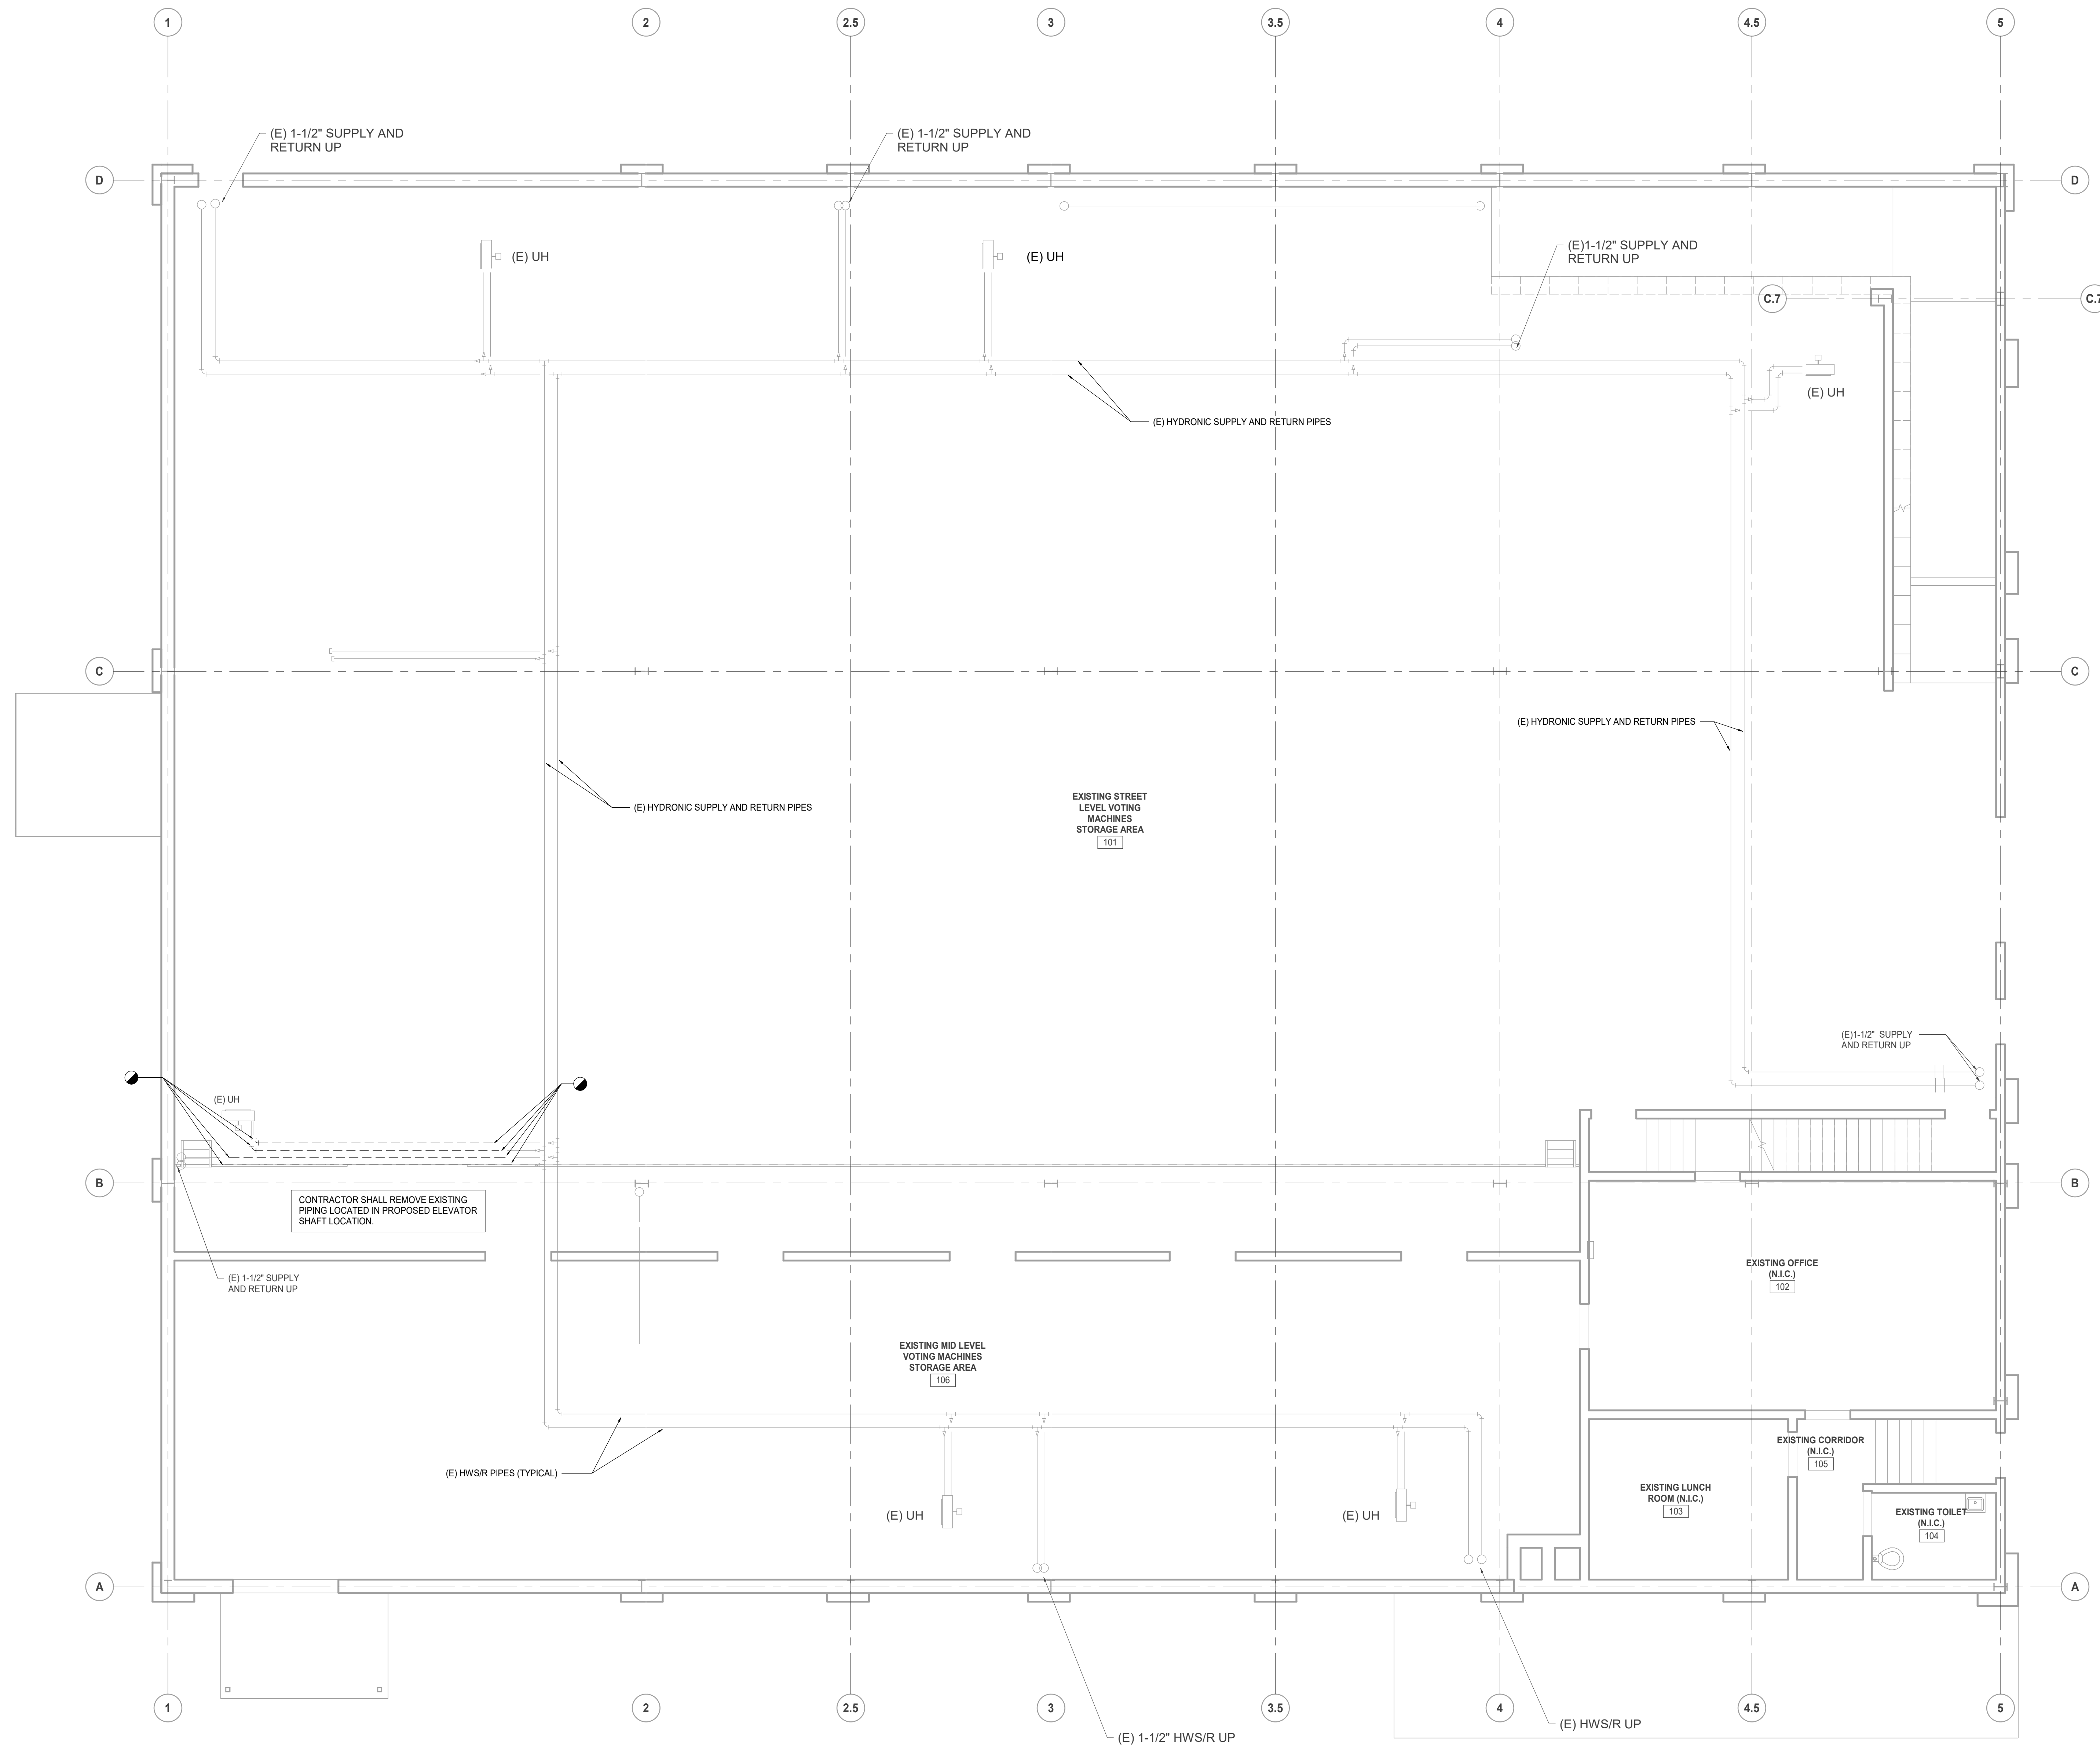 1
2
2.5
3
3.5
4
4.5
5
(E) 1-1/2" SUPPLY AND
RETURN UP
(E) 1-1/2" SUPPLY AND
RETURN UP
D
D
(E) UH
(E) UH
(E)1-1/2" SUPPLY AND
RETURN UP
C.7
C.7
(E) UH
(E) HYDRONIC SUPPLY AND RETURN PIPES
C
C
(E) HYDRONIC SUPPLY AND RETURN PIPES
(E) HYDRONIC SUPPLY AND RETURN PIPES
EXISTING STREET
LEVEL VOTING
MACHINES
STORAGE AREA
101
(E)1-1/2" SUPPLY
AND RETURN UP
(E) UH
B
B
CONTRACTOR SHALL REMOVE EXISTING
PIPING LOCATED IN PROPOSED ELEVATOR
SHAFT LOCATION.
(E) 1-1/2" SUPPLY
AND RETURN UP
EXISTING OFFICE
(N.I.C.)
102
EXISTING MID LEVEL
VOTING MACHINES
STORAGE AREA
106
EXISTING CORRIDOR
(N.I.C.)
105
(E) HWS/R PIPES (TYPICAL)
EXISTING LUNCH
ROOM (N.I.C.)
103
EXISTING TOILET
(N.I.C.)
104
(E) UH
(E) UH
A
A
1
2
2.5
3
3.5
4
4.5
5
(E) HWS/R UP
(E) 1-1/2" HWS/R UP